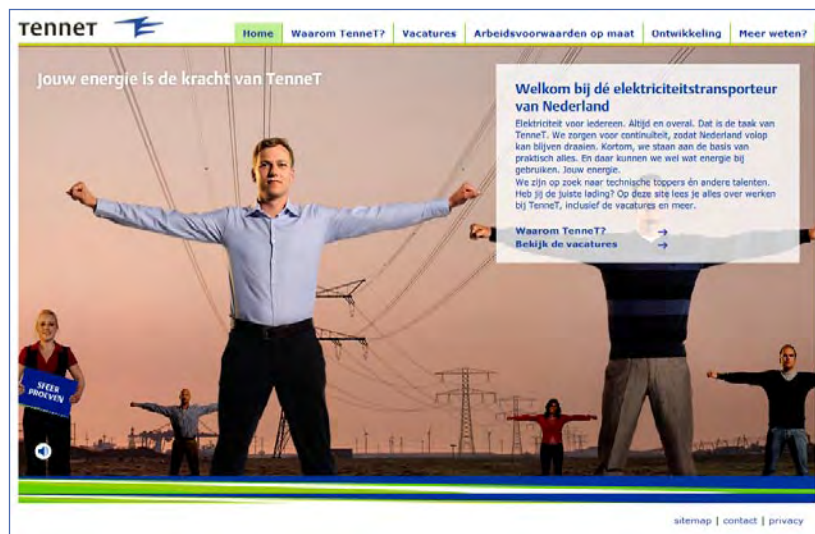 TenneT
Home
Waarom TenneT?
Vacatures
Arbeidsvoorwaarden op maat
Ontwikkeling
Meer weten?
Jouw energie is de kracht van TenneT
Welkom bij dé elektriciteitstransporteur
van Nederland
Elektriciteit voor iedereen. Altijd en overal. Dat is de taak van
TenneT. We zorgen voor continuïteit, zodat Nederland volop
kan blijven draaien. Kortom, we staan aan de basis van
praktisch alles. En daar kunnen we wel wat energie bij
gebruiken. Jouw energie.
We zijn op zoek naar technische toppers én andere talenten.
Heb jij de juiste lading? Op deze site lees je alles over werken
bij TenneT, inclusief de vacatures en meer.
Waarom TenneT? →
Bekijk de vacatures →
SFEER
PROEVEN
sitemap | contact | privacy